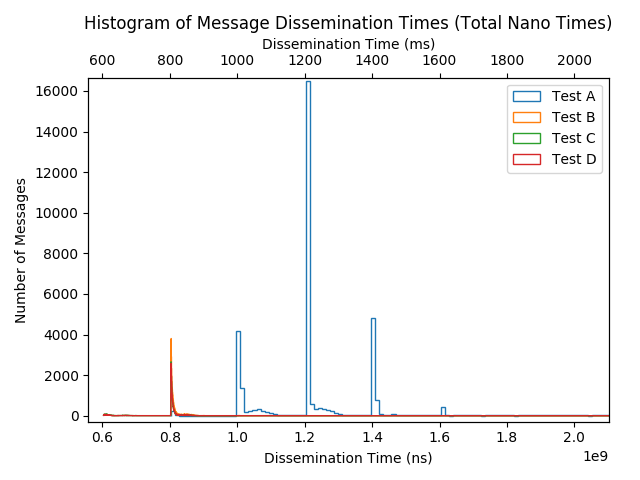 Histogram of Message Dissemination Times (Total Nano Times)
Dissemination Time (ms)
600 800 1000 1200 1400 1600 1800 2000
16000
14000
12000
10000
8000
6000
4000
2000
0
Number of Messages
Test A
Test B
Test C
Test D
0.6 0.8 1.0 1.2 1.4 1.6 1.8 2.0
1e9
Dissemination Time (ns)